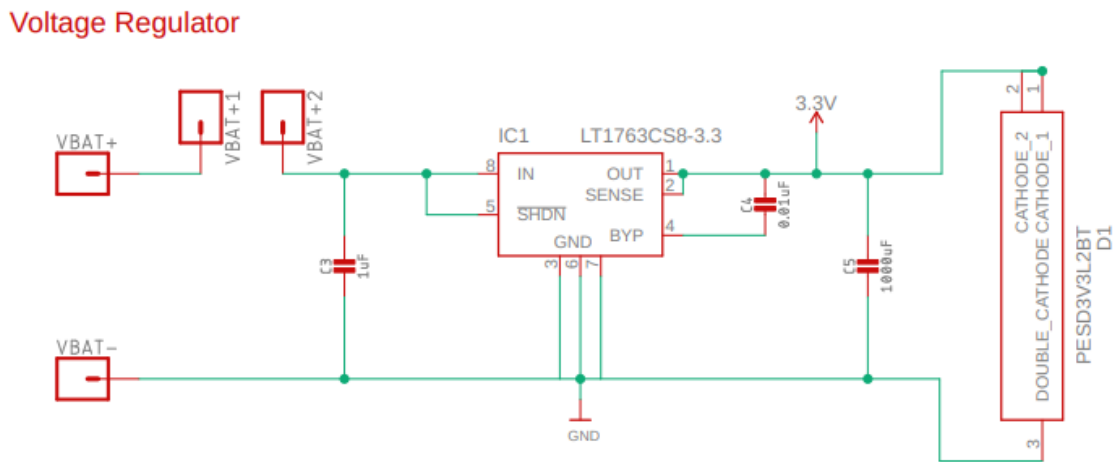 Voltage Regulator
VBAT+
VBAT+1
VBAT+2
IC1
LT1763CS8-3.3
8
IN
5
SHDN
OUT
1
SENSE
2
BYP
4
GND
3
6
7
C3
1uF
C4
0.01uF
3.3V
C5
1000uF
VBAT-
GND
2
1
CATHODE_2
DOUBLE_CATHODE CATHODE_1
3
PESD3V3L2BT
D1